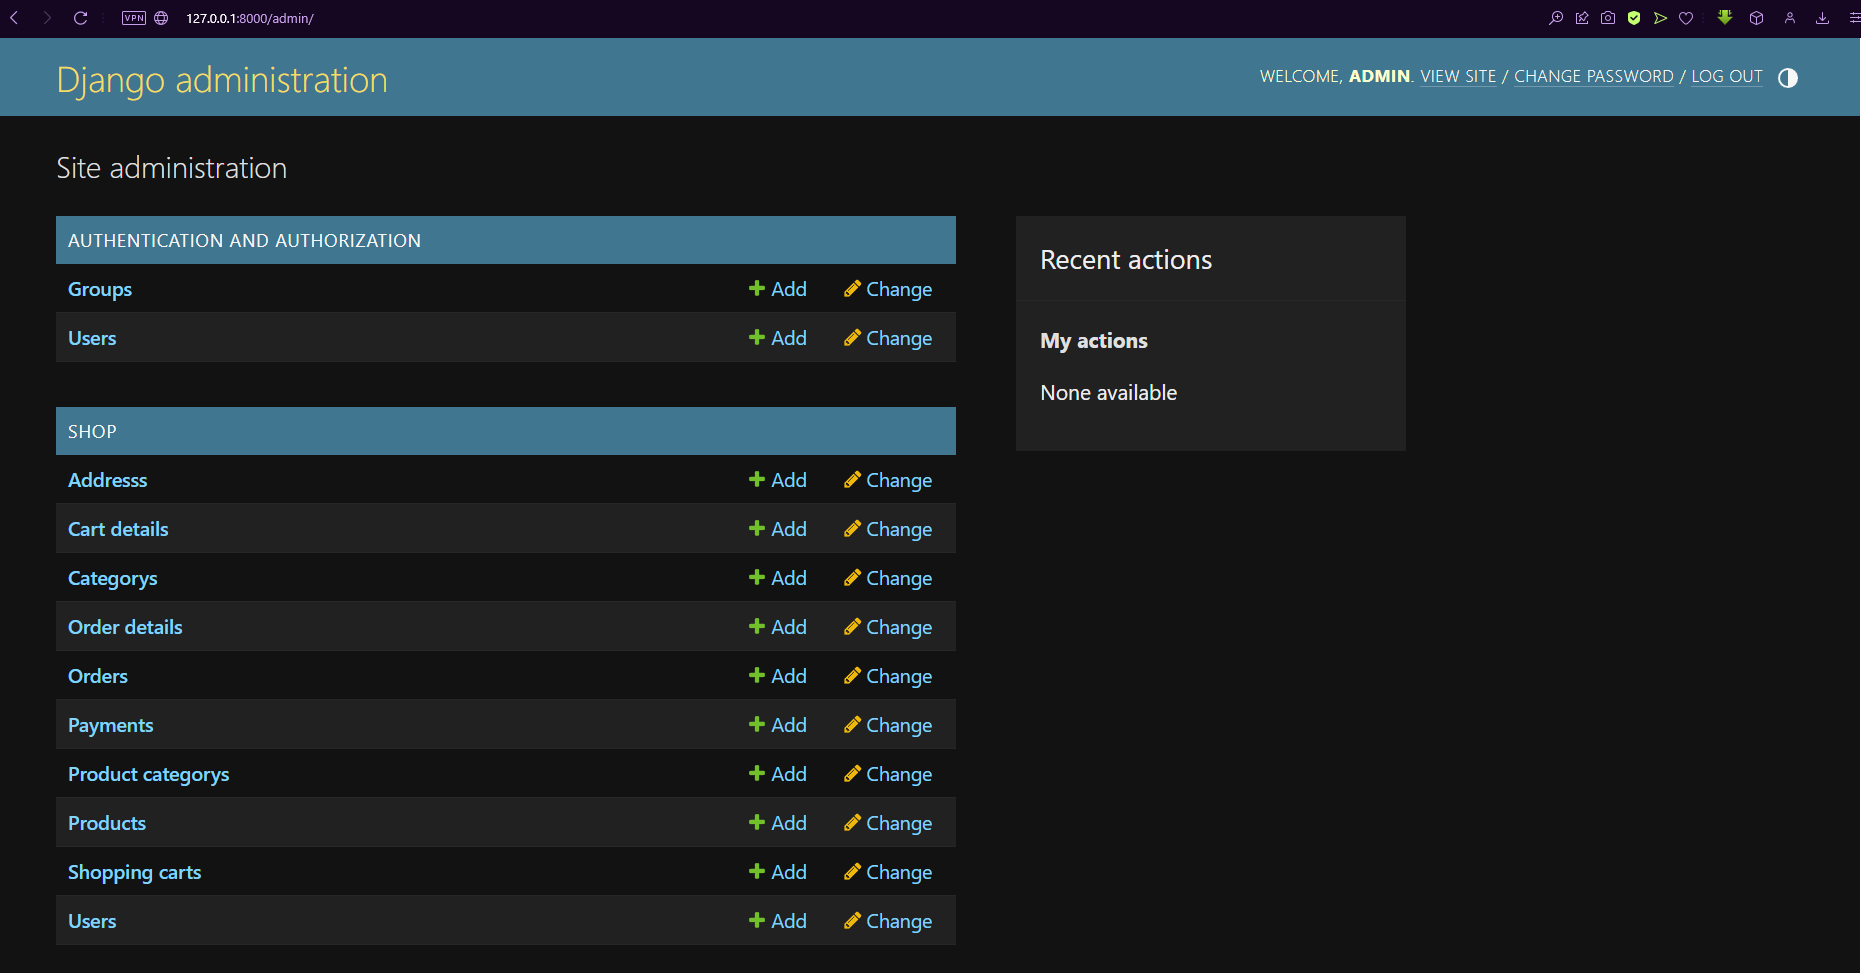 VPN 127.0.0.1:8000/admin/
Django administration
WELCOME, ADMIN. VIEW SITE / CHANGE PASSWORD / LOG OUT
Site administration
AUTHENTICATION AND AUTHORIZATION
Groups Add Change
Users Add Change
SHOP
Addresss Add Change
Cart details Add Change
Categorys Add Change
Order details Add Change
Orders Add Change
Payments Add Change
Product categorys Add Change
Products Add Change
Shopping carts Add Change
Users Add Change
Recent actions
My actions
None available